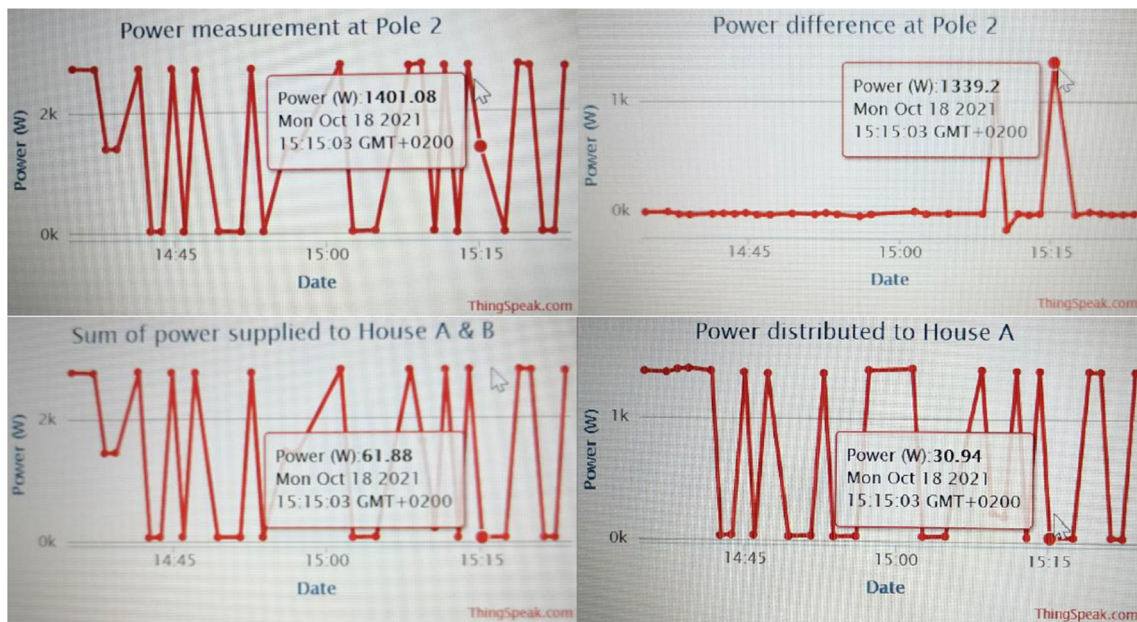 Power measurement at Pole 2
Power (W)
2k
0k
Power (W):1401.08
Mon Oct 18 2021
15:15:03 GMT+0200
14:45
15:00
15:15
Date
ThingSpeak.com
Power difference at Pole 2
Power (W)
1k
0k
Power (W):1339.2
Mon Oct 18 2021
15:15:03 GMT+0200
14:45
15:00
15:15
Date
ThingSpeak.com
Sum of power supplied to House A & B
Power (W)
2k
0k
Power (W):61.88
Mon Oct 18 2021
15:15:03 GMT+0200
14:45
15:00
15:15
Date
ThingSpeak.com
Power distributed to House A
Power (W)
1k
0k
Power (W):30.94
Mon Oct 18 2021
15:15:03 GMT+0200
14:45
15:00
15:15
Date
ThingSpeak.com